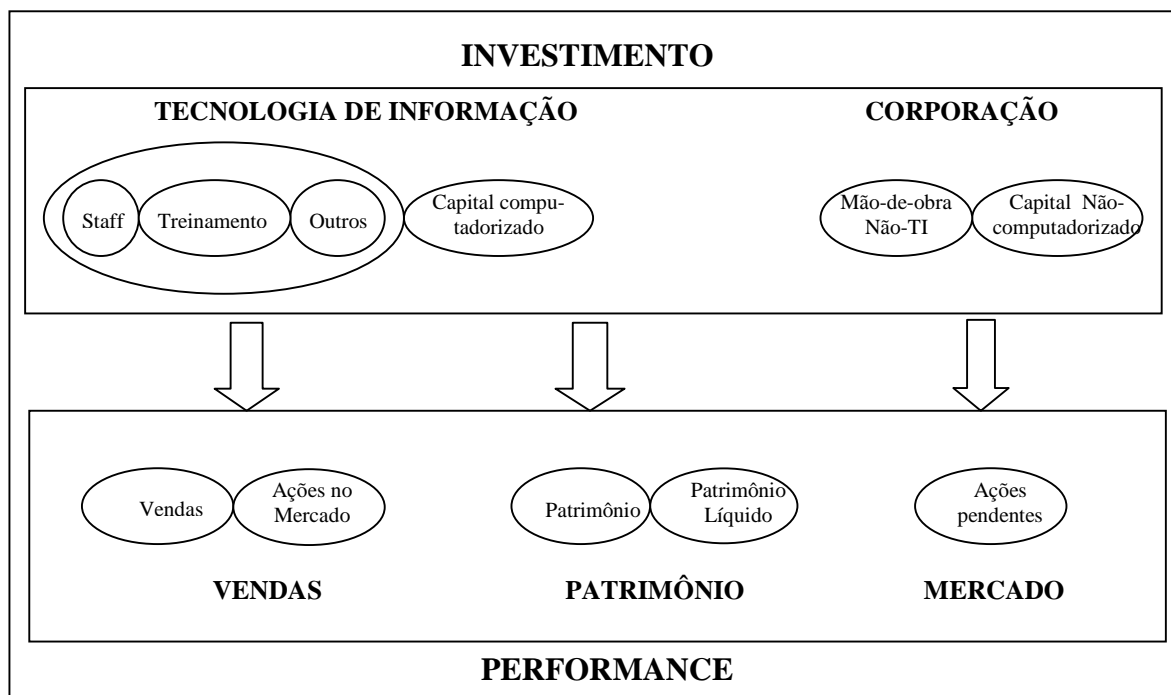 INVESTIMENTO
TECNOLOGIA DE INFORMAÇÃO
CORPORAÇÃO
Staff
Treinamento
Outros
Capital compu-
tadorizado
Mão-de-obra
Não-TI
Capital Não-
computadorizado
Vendas
Ações no
Mercado
Patrimônio
Patrimônio
Líquido
Ações
pendentes
VENDAS
PATRIMÔNIO
MERCADO
PERFORMANCE